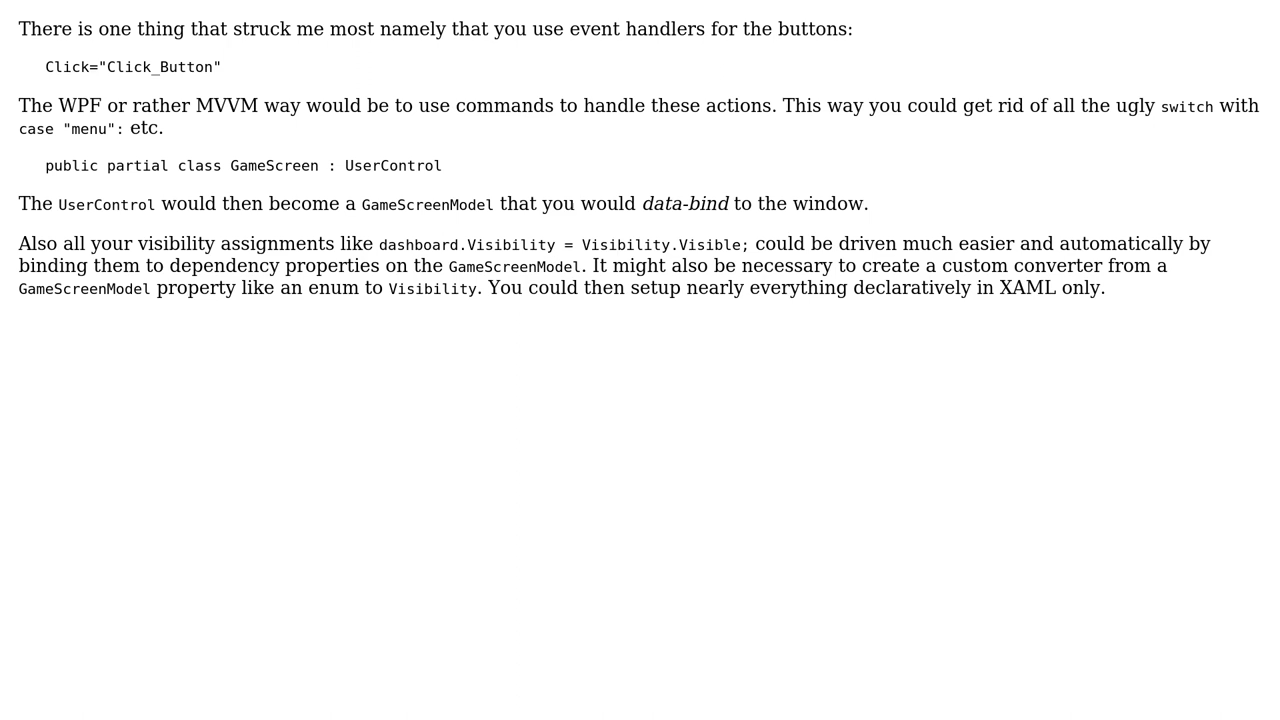 There is one thing that struck me most namely that you use event handlers for the buttons:
Click="Click_Button"
The WPF or rather MVVM way would be to use commands to handle these actions. This way you could get rid of all the ugly switch with
case "menu": etc.
public partial class GameScreen : UserControl
The UserControl would then become a GameScreenModel that you would data-bind to the window.
Also all your visibility assignments like dashboard.Visibility = Visibility.Visible; could be driven much easier and automatically by
binding them to dependency properties on the GameScreenModel. It might also be necessary to create a custom converter from a
GameScreenModel property like an enum to Visibility. You could then setup nearly everything declaratively in XAML only.